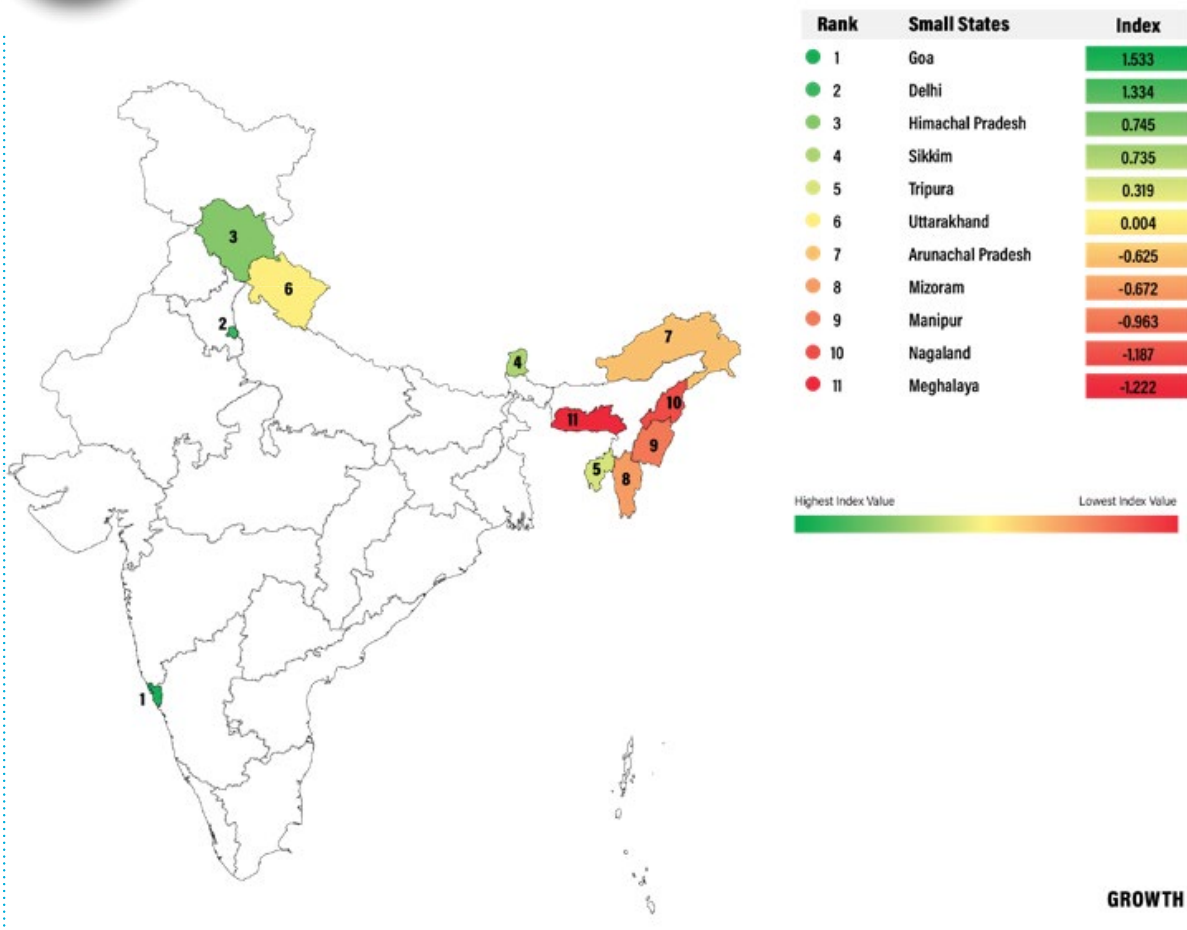 Rank Small States Index
1 Goa 1.533
2 Delhi 1.334
3 Himachal Pradesh 0.745
4 Sikkim 0.735
5 Tripura 0.319
6 Uttarakhand 0.004
7 Arunachal Pradesh -0.625
8 Mizoram -0.672
9 Manipur -0.963
10 Nagaland -1.187
11 Meghalaya -1.222
Highest Index Value Lowest Index Value
3
6
2
4
7
10
11
9
5
8
1
GROWTH